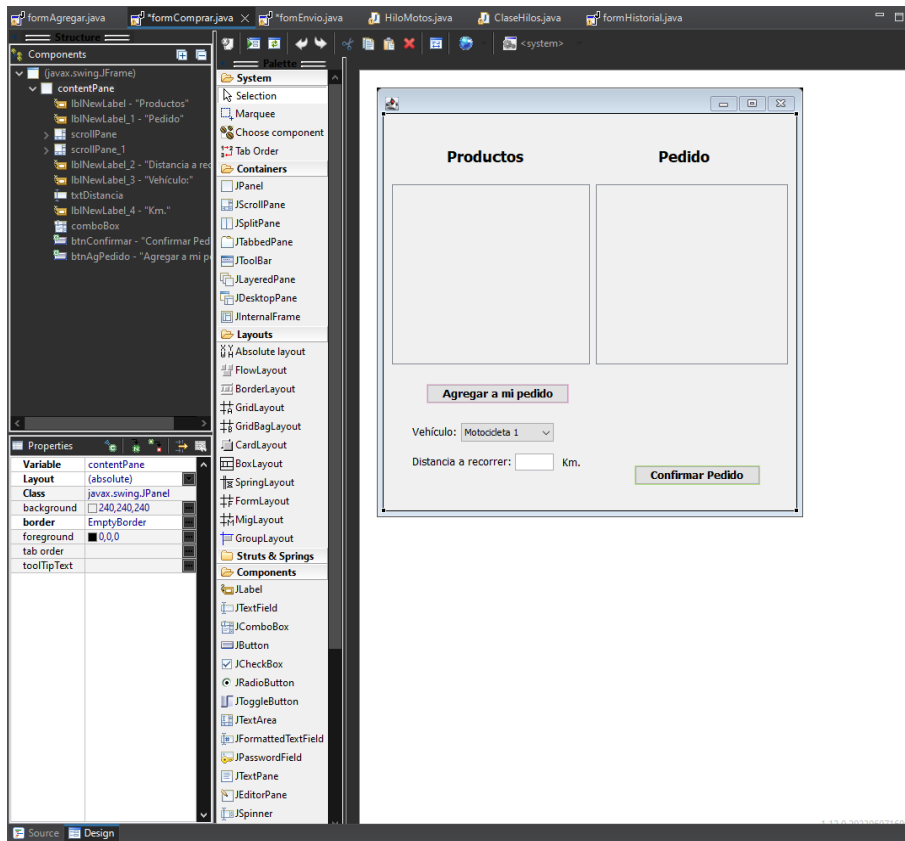 formAgregar.java
*formComprar.java
*fomEnvio.java
HiloMotos.java
ClaseHilos.java
formHistorial.java
Structure
Components
(javax.swing.JFrame)
contentPane
lblNewLabel - "Productos"
lblNewLabel_1 - "Pedido"
scrollPane
scrollPane_1
lblNewLabel_2 - "Distancia a rec
lblNewLabel_3 - "Vehículo:"
txtDistancia
lblNewLabel_4 - "Km."
comboBox
btnConfirmar - "Confirmar Ped
btnAgPedido - "Agregar a mi p
Properties
Variable contentPane
Layout (absolute)
Class javax.swing.JPanel
background 240,240,240
border EmptyBorder
foreground 0,0,0
tab order
toolTipText
Source Design
<system>
Palette
System
Selection
Marquee
Choose component
Tab Order
Containers
JPanel
JScrollPane
JSplitPane
JTabbedPane
JToolBar
JLayeredPane
JDesktopPane
JInternalFrame
Layouts
Absolute layout
FlowLayout
BorderLayout
GridLayout
GridBagLayout
CardLayout
BoxLayout
SpringLayout
FormLayout
MigLayout
GroupLayout
Struts & Springs
Components
JLabel
JTextField
JComboBox
JButton
JCheckBox
JRadioButton
JToggleButton
JTextArea
JFormattedTextField
JPasswordField
JTextPane
JEditorPane
JSpinner
Productos
Pedido
Agregar a mi pedido
Vehículo: Motocicleta 1
Distancia a recorrer: Km.
Confirmar Pedido